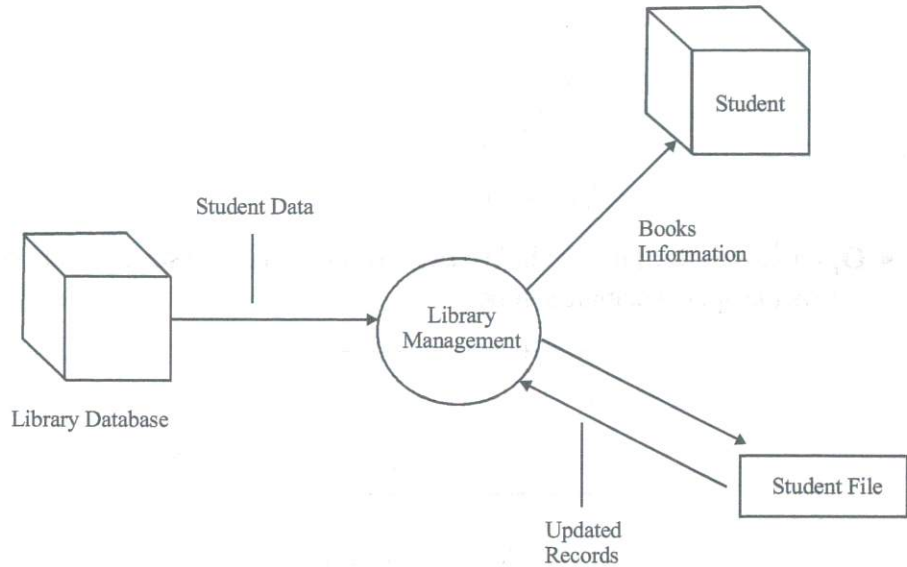 Student
Student Data
Books
Information
Library
Management
Library Database
Student File
Updated
Records